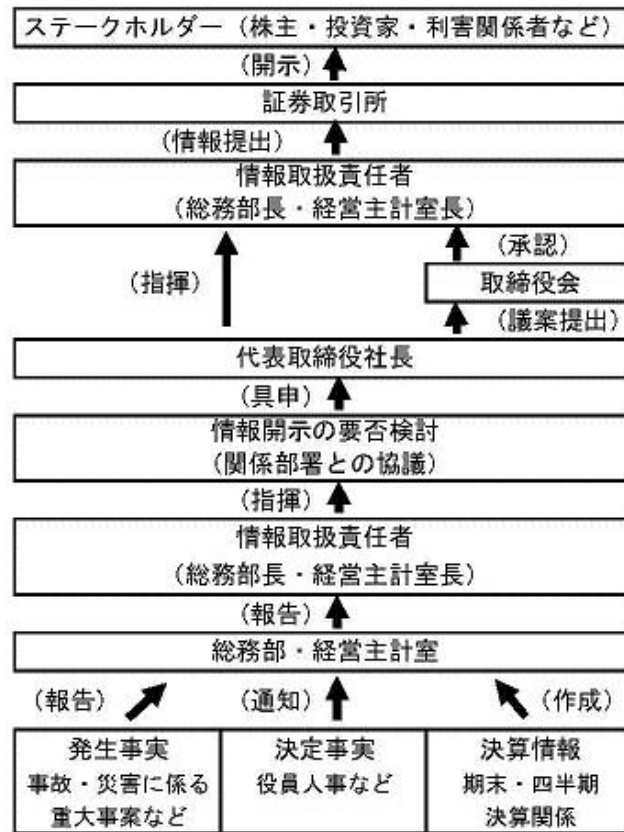 ステークホルダー（株主・投資家・利害関係者など）
（開示）
証券取引所
（情報提出）
情報取扱責任者
（総務部長・経営主計室長）
（承認）
（指揮）
取締役会
（議案提出）
代表取締役社長
（具申）
情報開示の要否検討
（関係部署との協議）
（指揮）
情報取扱責任者
（総務部長・経営主計室長）
（報告）
総務部・経営主計室
（報告）
（通知）
（作成）
発生事実
事故・災害に係る
重大事案など
決定事実
役員人事など
決算情報
期末・四半期
決算関係